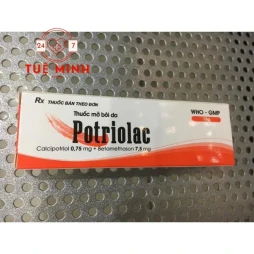 24 7
TUỆ MINH
Rx THUỐC BÁN THEO ĐƠN
WHO - GMP
Thuốc mỡ bôi da
Potriolac
Calcipotriol 0,75 mg + Betamethason 7,5 mg